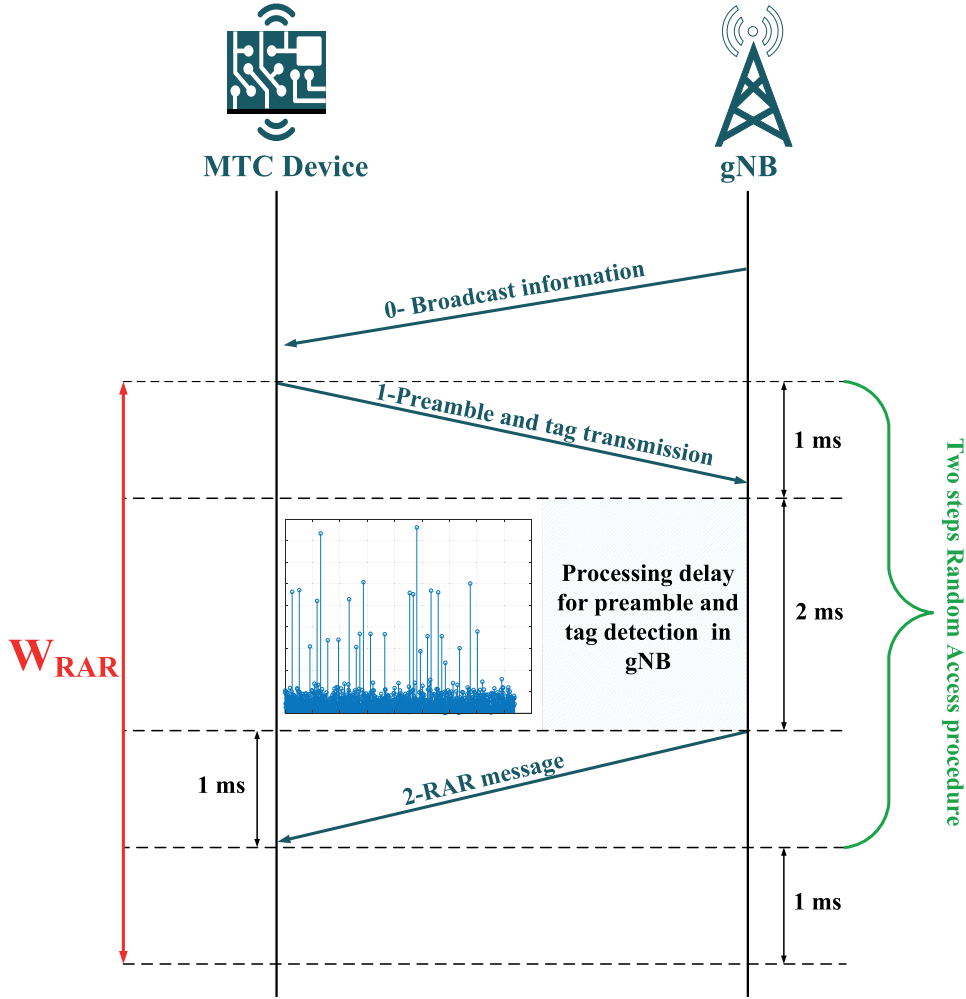 MTC Device
gNB
0- Broadcast information
1-Preamble and tag transmission
1 ms
Processing delay
for preamble and
tag detection in
gNB
2 ms
WRAR
Two steps Random Access procedure
2-RAR message
1 ms
1 ms